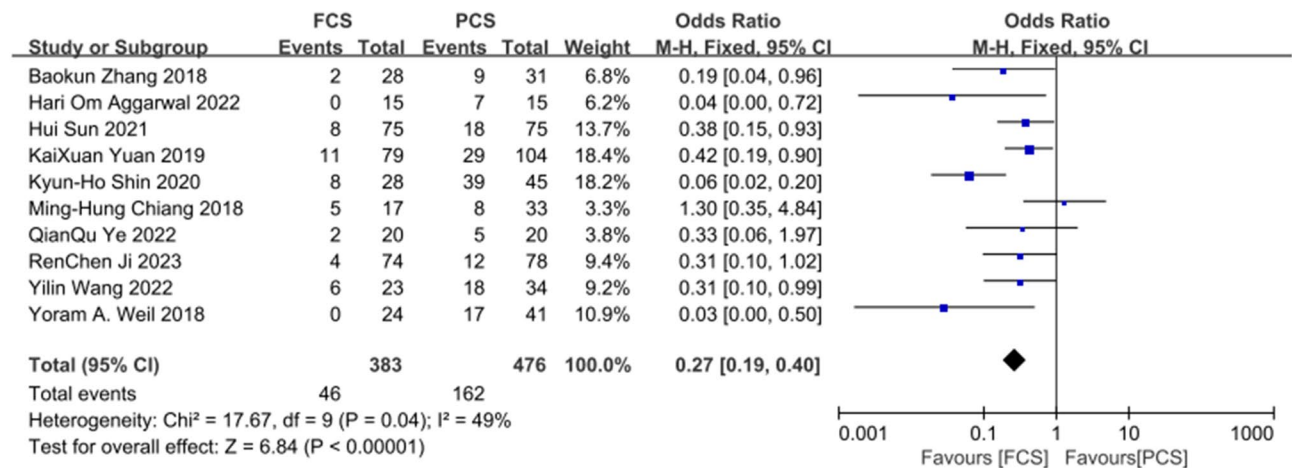 FCS PCS Odds Ratio Odds Ratio
Study or Subgroup Events Total Events Total Weight M-H, Fixed, 95% CI M-H, Fixed, 95% CI
Baokun Zhang 2018 2 28 9 31 6.8% 0.19 [0.04, 0.96]
Hari Om Aggarwal 2022 0 15 7 15 6.2% 0.04 [0.00, 0.72]
Hui Sun 2021 8 75 18 75 13.7% 0.38 [0.15, 0.93]
KaiXuan Yuan 2019 11 79 29 104 18.4% 0.42 [0.19, 0.90]
Kyun-Ho Shin 2020 8 28 39 45 18.2% 0.06 [0.02, 0.20]
Ming-Hung Chiang 2018 5 17 8 33 3.3% 1.30 [0.35, 4.84]
QianQu Ye 2022 2 20 5 20 3.8% 0.33 [0.06, 1.97]
RenChen Ji 2023 4 74 12 78 9.4% 0.31 [0.10, 1.02]
Yilin Wang 2022 6 23 18 34 9.2% 0.31 [0.10, 0.99]
Yoram A. Weil 2018 0 24 17 41 10.9% 0.03 [0.00, 0.50]
Total (95% CI) 383 476 100.0% 0.27 [0.19, 0.40]
Total events 46 162
Heterogeneity: Chi² = 17.67, df = 9 (P = 0.04); I² = 49%
Test for overall effect: Z = 6.84 (P < 0.00001)
0.001 0.1 1 10 1000
Favours [FCS] Favours[PCS]